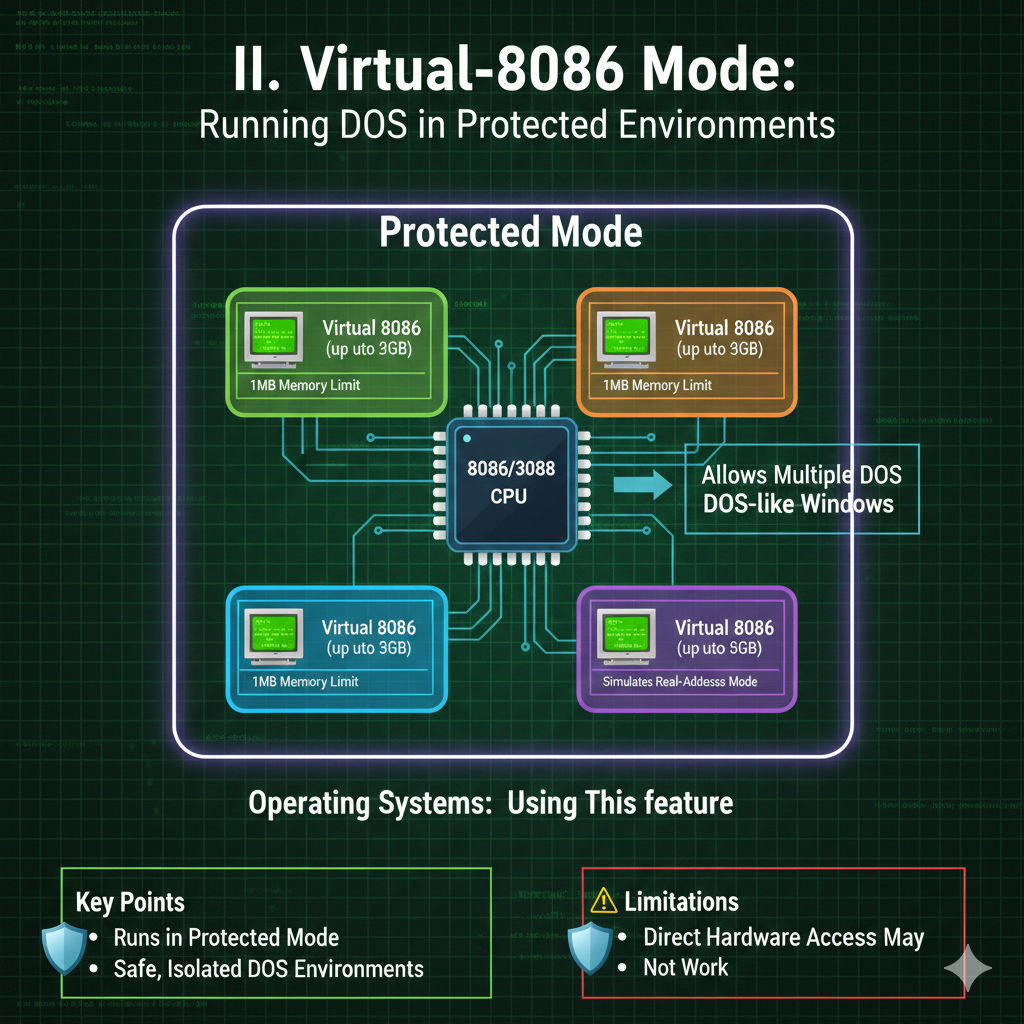 II. Virtual-8086 Mode:
Running DOS in Protected Environments
Protected Mode
Virtual 8086
(up uto 3GB)
1MB Memory Limit
Virtual 8086
(up uto 3GB)
1MB Memory Limit
8086/3088
CPU
Allows Multiple DOS
DOS-like Windows
Virtual 8086
(up uto 3GB)
1MB Memory Limit
Virtual 8086
(up uto 5GB)
Simulates Real-Addesss Mode
Operating Systems: Using This feature
Key Points
• Runs in Protected Mode
• Safe, Isolated DOS Environments
⚠ Limitations
• Direct Hardware Access May
• Not Work